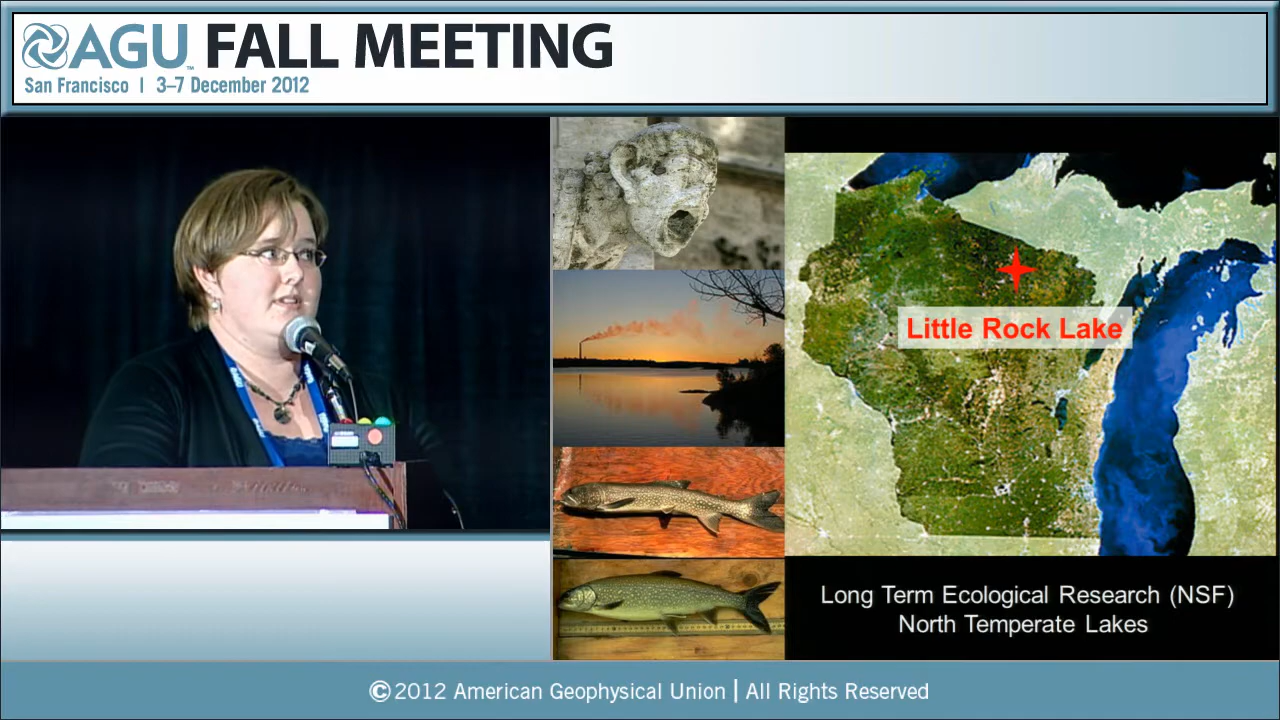 AGU™ FALL MEETING
San Francisco | 3–7 December 2012
Little Rock Lake
Long Term Ecological Research (NSF)
North Temperate Lakes
©2012 American Geophysical Union | All Rights Reserved